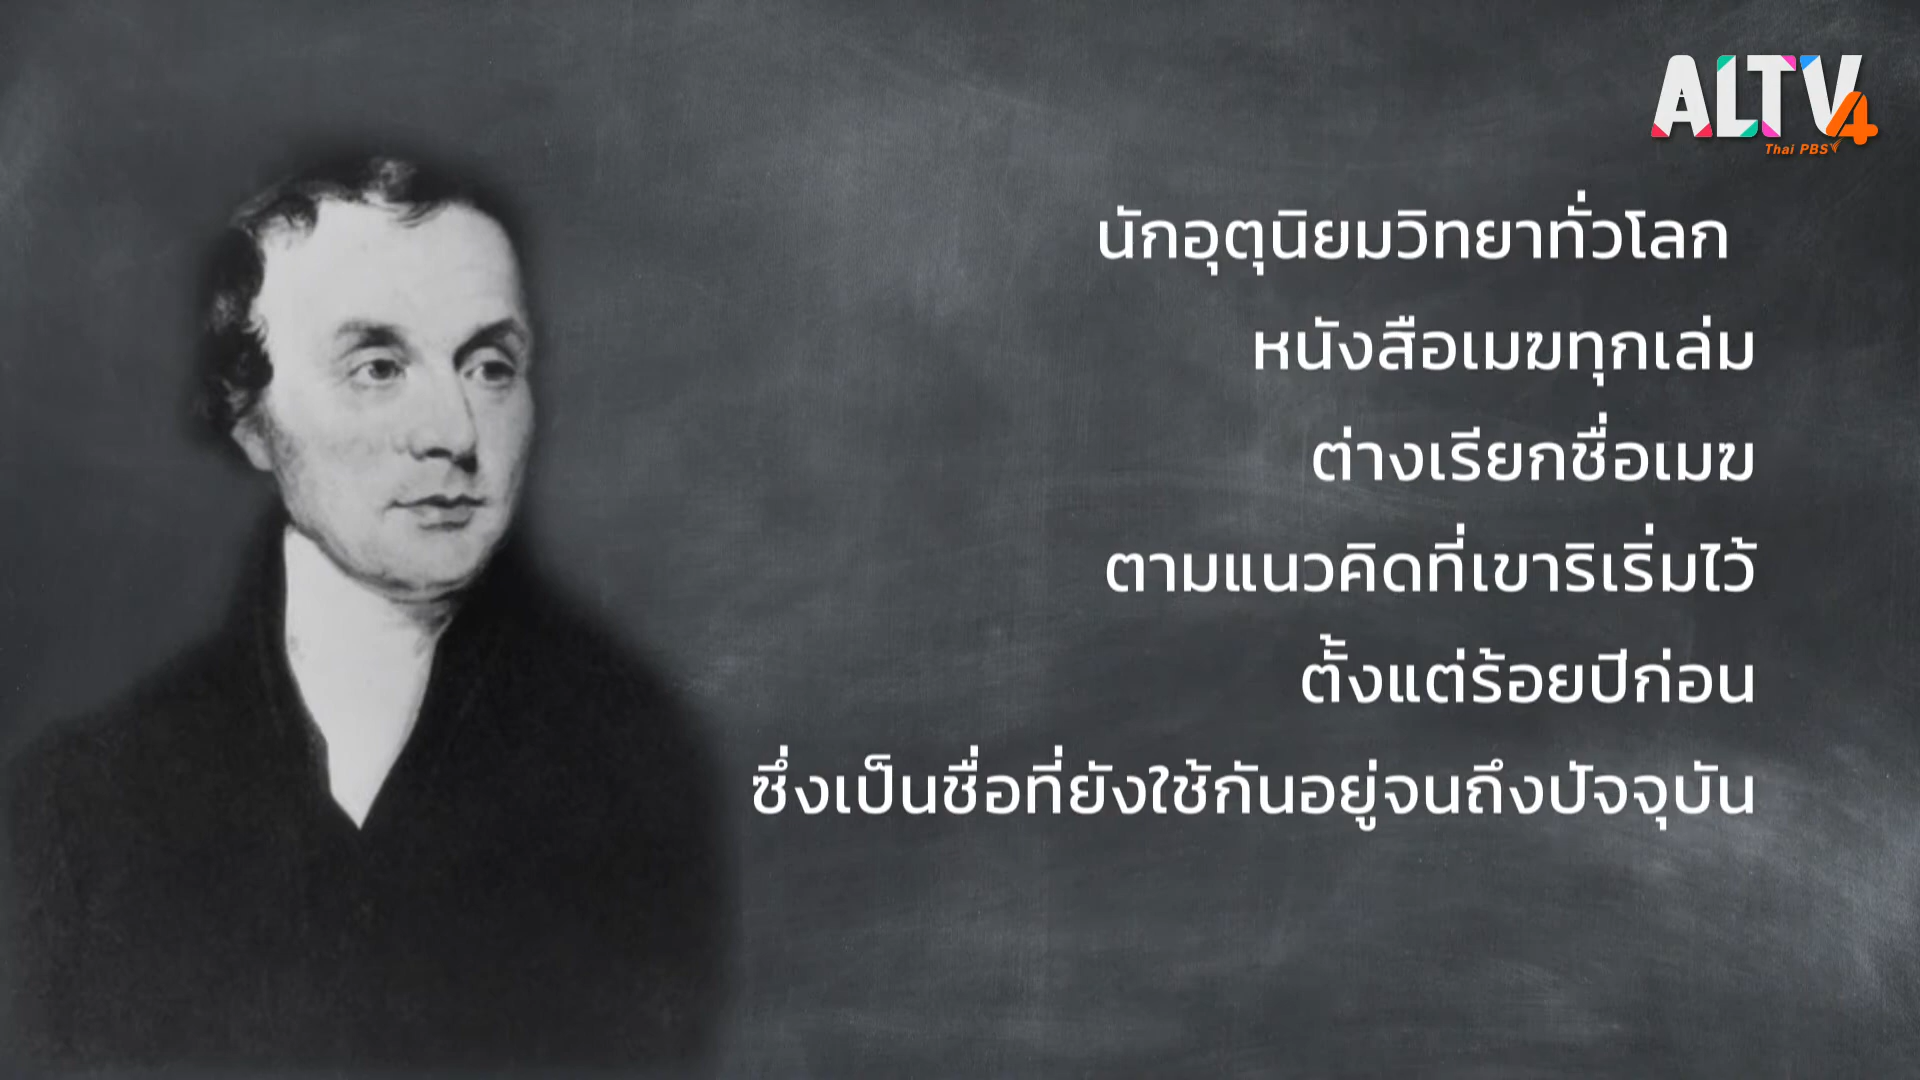 ALTV4
Thai PBS
นักอุตุนิยมวิทยาทั่วโลก
หนังสือเมฆทุกเล่ม
ต่างเรียกชื่อเมฆ
ตามแนวคิดที่เขาริเริ่มไว้
ตั้งแต่ร้อยปีก่อน
ซึ่งเป็นชื่อที่ยังใช้กันอยู่จนถึงปัจจุบัน